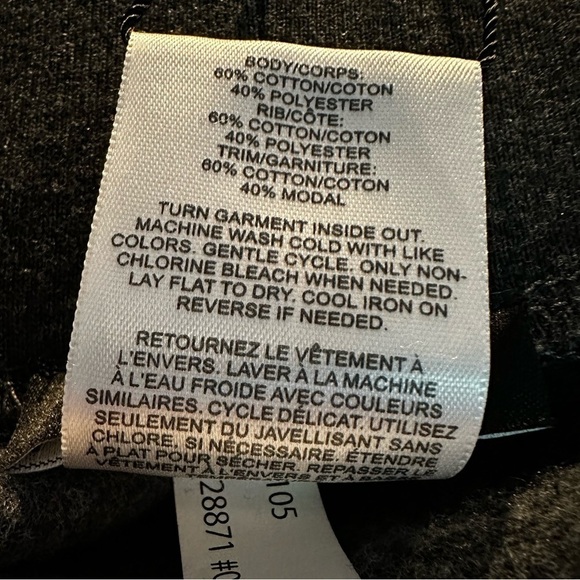 BODY/CORPS:
60% COTTON/COTON
40% POLYESTER
RIB/CÔTE:
60% COTTON/COTON
40% POLYESTER
TRIM/GARNITURE:
60% COTTON/COTON
40% MODAL
TURN GARMENT INSIDE OUT.
MACHINE WASH COLD WITH LIKE
COLORS. GENTLE CYCLE. ONLY NON-
CHLORINE BLEACH WHEN NEEDED.
LAY FLAT TO DRY. COOL IRON ON
REVERSE IF NEEDED.
RETOURNEZ LE VÊTEMENT À
L'ENVERS. LAVER À LA MACHINE
À L'EAU FROIDE AVEC COULEURS
SIMILAIRES. CYCLE DÉLICAT. UTILISEZ
SEULEMENT DU JAVELLISANT SANS
CHLORE, SI NÉCESSAIRE. ÉTENDRE
À PLAT POUR SÉCHER. REPASSER LE
VÊTEMENT À L'ENVERS ET À
105
28871